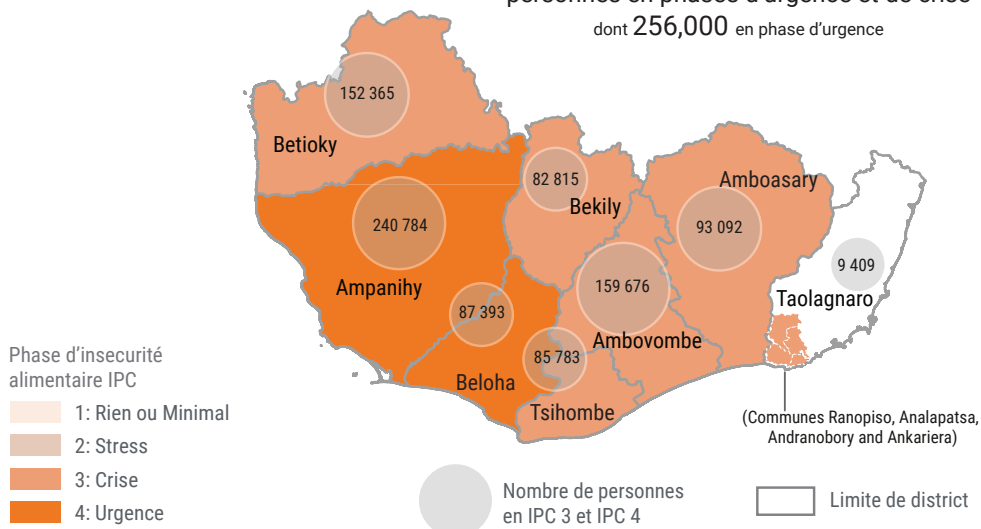 personnes en phases d'urgence et de crise
dont 256,000 en phase d'urgence
152 365
Betioky
82 815
Bekily
Amboasary
93 092
240 784
Ampanihy
159 676
Ambovombe
9 409
Taolagnaro
87 393
Beloha
85 783
Tsihombe
(Communes Ranopiso, Analapatsa,
Andranobory and Ankariera)
Phase d'insecurité
alimentaire IPC
1: Rien ou Minimal
2: Stress
3: Crise
4: Urgence
Nombre de personnes
en IPC 3 et IPC 4
Limite de district